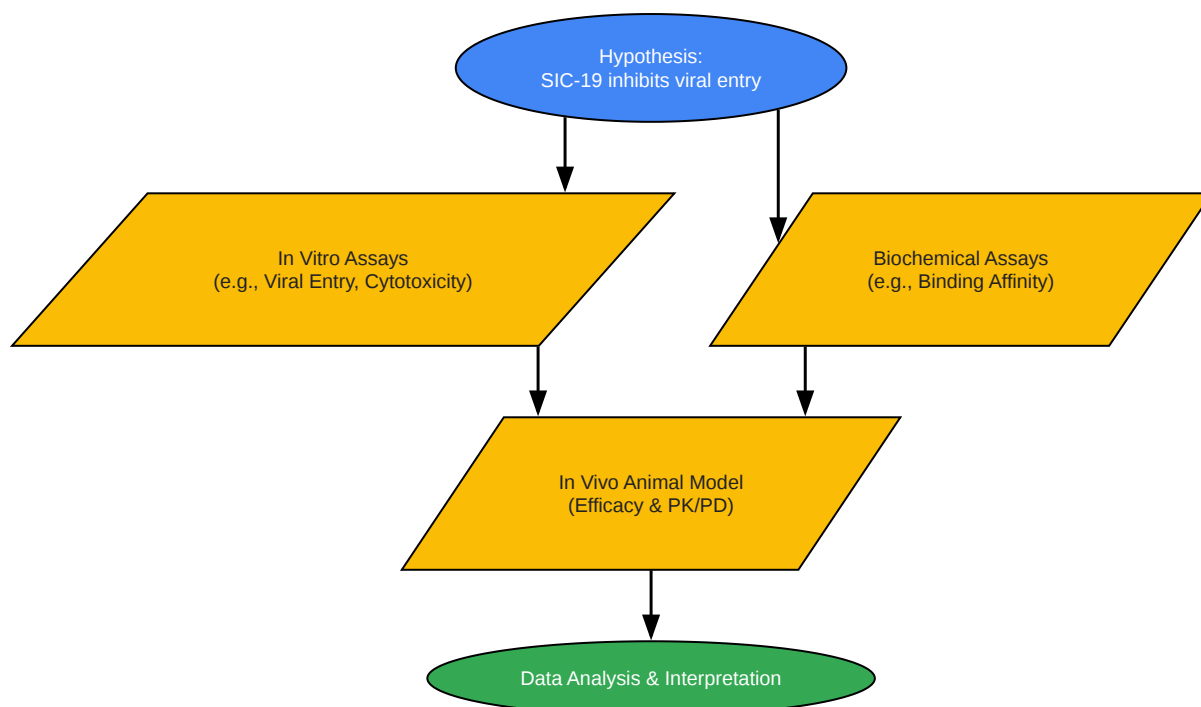 Hypothesis:
SIC-19 inhibits viral entry
In Vitro Assays
(e.g., Viral Entry, Cytotoxicity)
Biochemical Assays
(e.g., Binding Affinity)
In Vivo Animal Model
(Efficacy & PK/PD)
Data Analysis & Interpretation